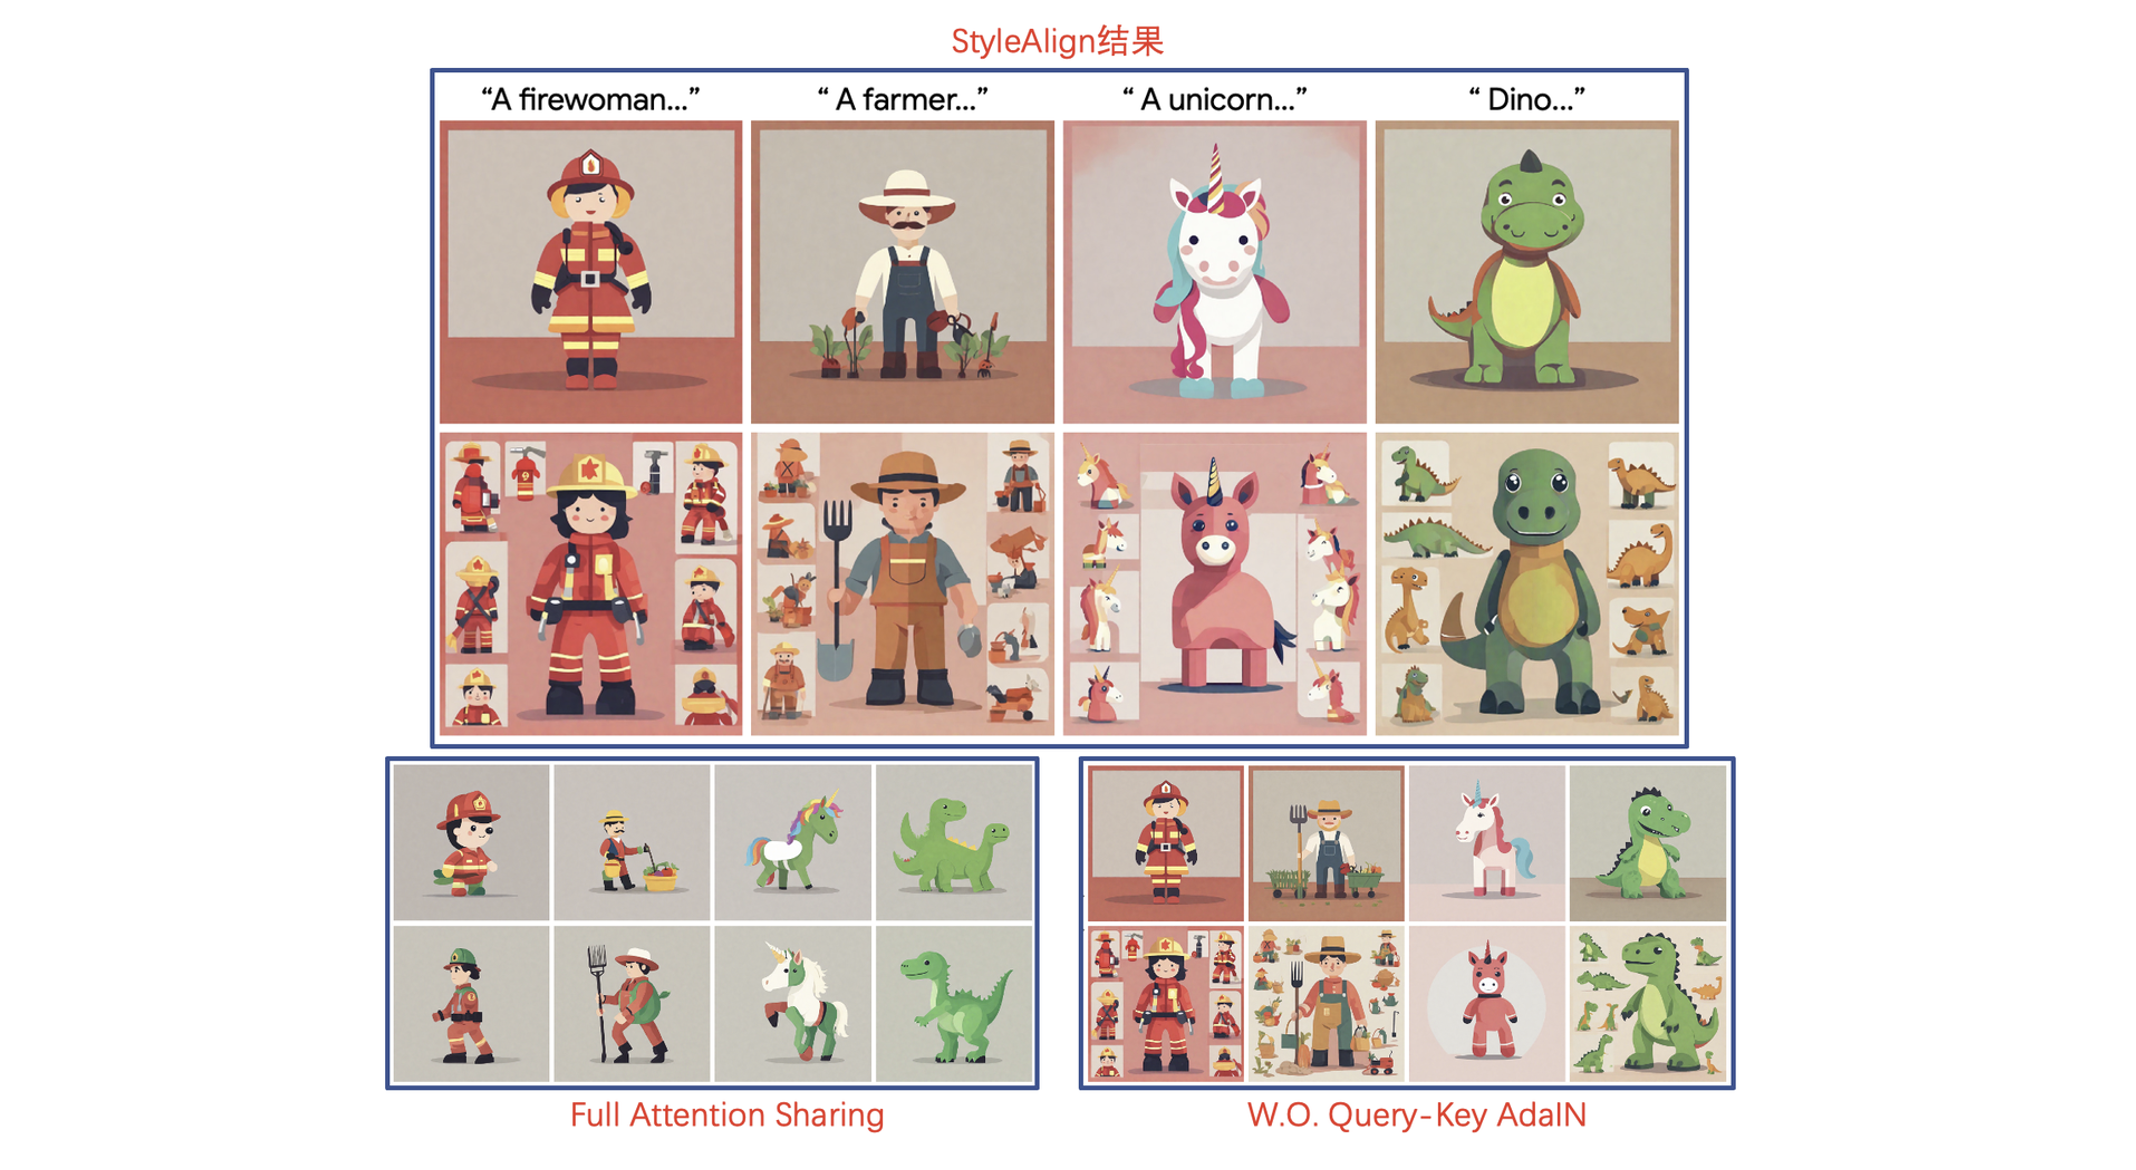 StyleAlign结果
“A firewoman...”
“ A farmer...”
“ A unicorn...”
“ Dino...”
Full Attention Sharing
W.O. Query-Key AdaIN